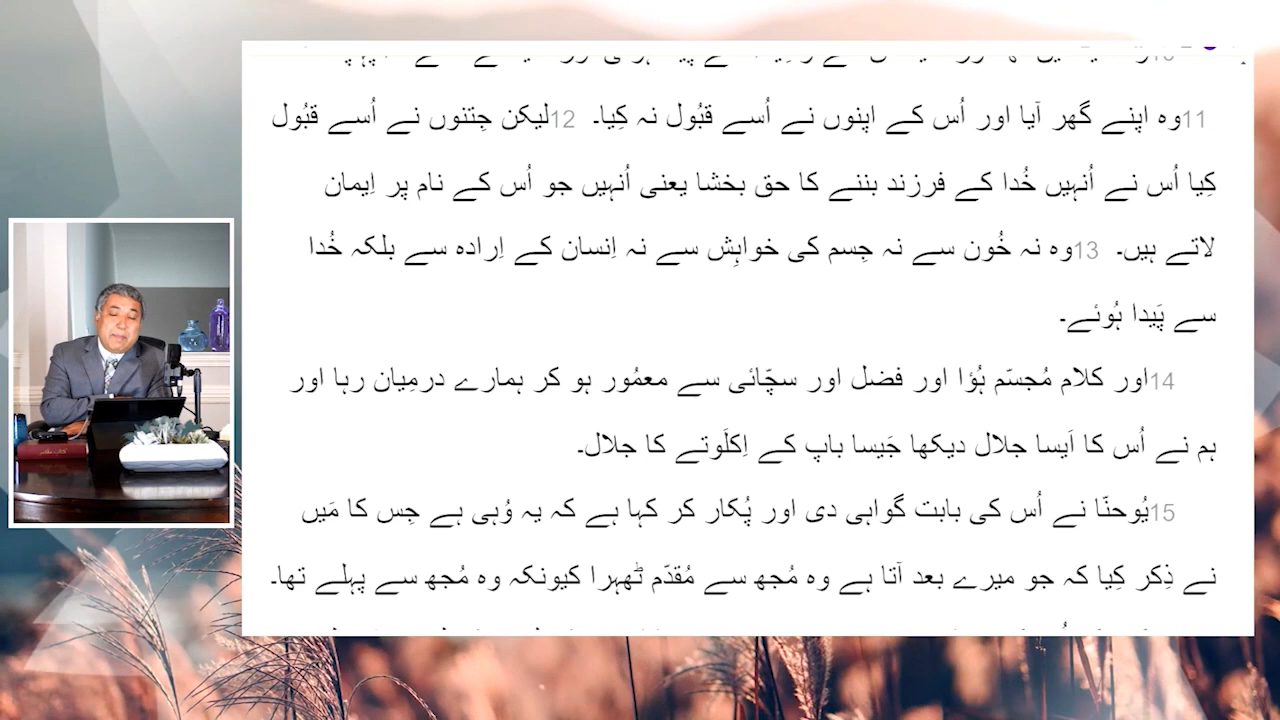 11وہ اپنے گھر آیا اور اُس کے اپنوں نے اُسے قبُول نہ کِیا۔ 12لیکن جِتنوں نے اُسے قبُول
کِیا اُس نے اُنہیں خُدا کے فرزند بننے کا حق بخشا یعنی اُنہیں جو اُس کے نام پر اِیمان
لاتے ہیں۔ 13وہ نہ خُون سے نہ جِسم کی خواہِش سے نہ اِنسان کے اِرادہ سے بلکہ خُدا
سے پَیدا ہُوئے۔
14اور کلام مُجسّم ہُؤا اور فضل اور سچّائی سے معمُور ہو کر ہمارے درمِیان رہا اور
ہم نے اُس کا اَیسا جلال دیکھا جَیسا باپ کے اِکلَوتے کا جلال۔
15یُوحنّا نے اُس کی بابت گواہی دی اور پُکار کر کہا ہے کہ یہ وُہی ہے جِس کا مَیں
نے ذِکر کِیا کہ جو میرے بعد آتا ہے وہ مُجھ سے مُقدّم ٹھہرا کیونکہ وہ مُجھ سے پہلے تھا۔